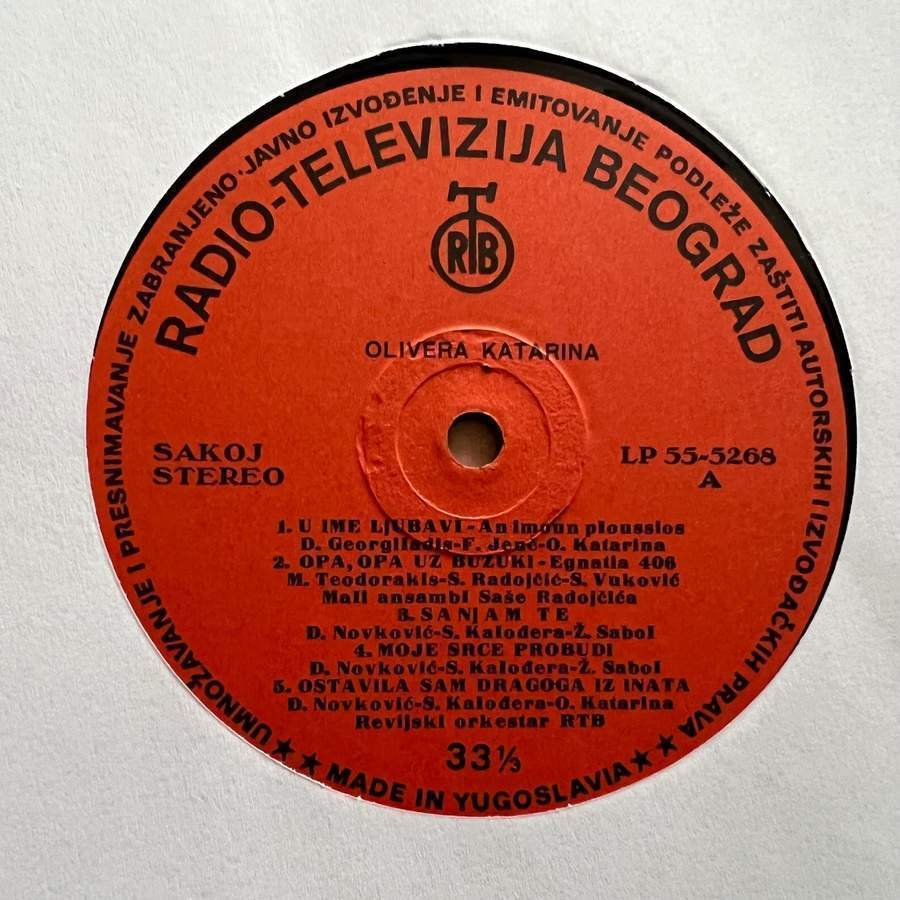 UMNOŽAVANJE I PRESNIMAVANJE ZABRANJENO·JAVNO IZVOĐENJE I EMITOVANJE PODLEŽE ZAŠTITI AUTORSKIH I IZVOĐAČKIH PRAVA
RADIO-TELEVIZIJA BEOGRAD
RTB
OLIVERA KATARINA
SAKOJ
STEREO
LP 55-5268
A
1. U IME LJUBAVI-An imoun ploussios
D. Georgiladis-F. Jenč-O. Katarina
2. OPA, OPA UZ BUZUKI-Egnatia 406
M. Teodorakis-S. Radojčić-S. Vuković
Mali ansambl Saše Radojčića
3. SANJAM TE
D. Novković-S. Kalođera-Ž. Sabol
4. MOJE SRCE PROBUDI
D. Novković-S. Kalođera-Ž. Sabol
5. OSTAVILA SAM DRAGOGA IZ INATA
D. Novković-S. Kalođera-O. Katarina
Revijski orkestar RTB
33 1/3
★★ MADE IN YUGOSLAVIA ★★